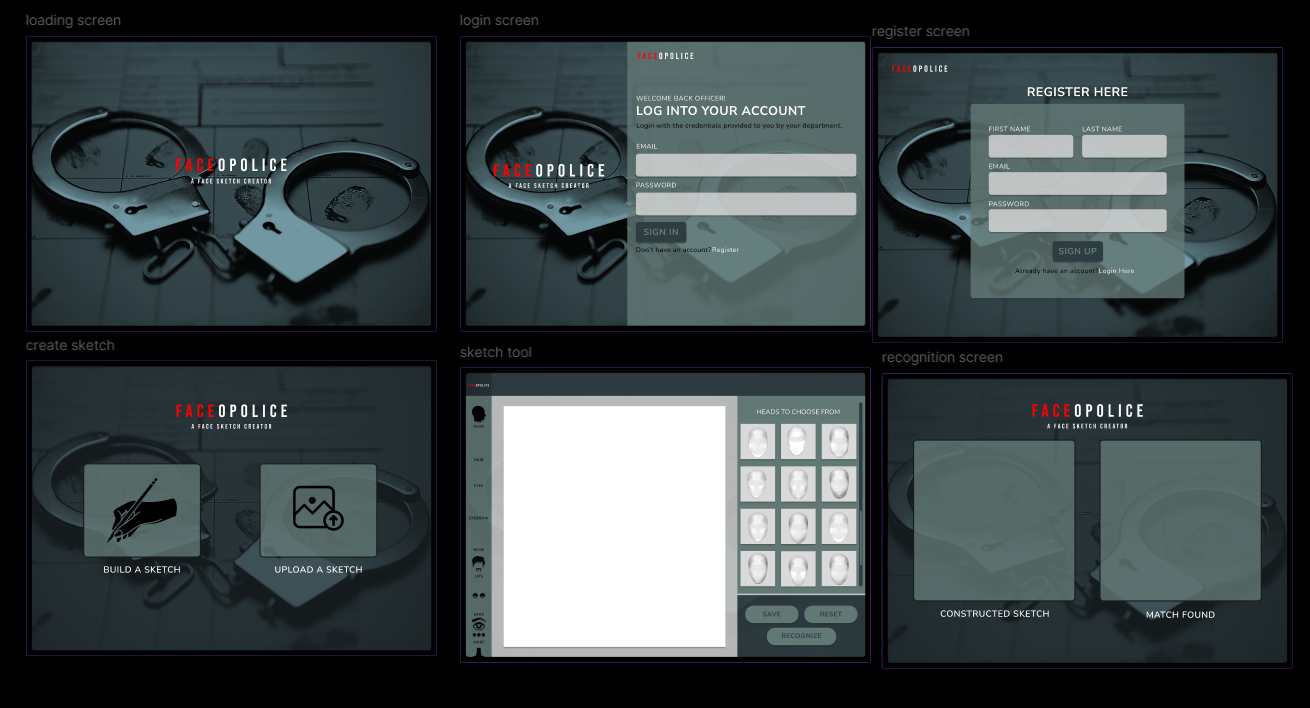 loading screen
FACEOPOLICE
A FACE SKETCH CREATOR
login screen
FACEOPOLICE
A FACE SKETCH CREATOR
FACEOPOLICE
WELCOME BACK OFFICER!
LOG INTO YOUR ACCOUNT
Login with the credentials provided to you by your department.
EMAIL
PASSWORD
SIGN IN
Don't have an account? Register
register screen
FACEOPOLICE
REGISTER HERE
FIRST NAME LAST NAME
EMAIL
PASSWORD
SIGN UP
Already have an account? Login Here
create sketch
FACEOPOLICE
A FACE SKETCH CREATOR
BUILD A SKETCH UPLOAD A SKETCH
sketch tool
FACEOPOLICE
HEADS
HAIR
EYES
EYEBROW
NOSE
LIPS
EARS
MORE
HEADS TO CHOOSE FROM
SAVE RESET
RECOGNIZE
recognition screen
FACEOPOLICE
A FACE SKETCH CREATOR
CONSTRUCTED SKETCH MATCH FOUND